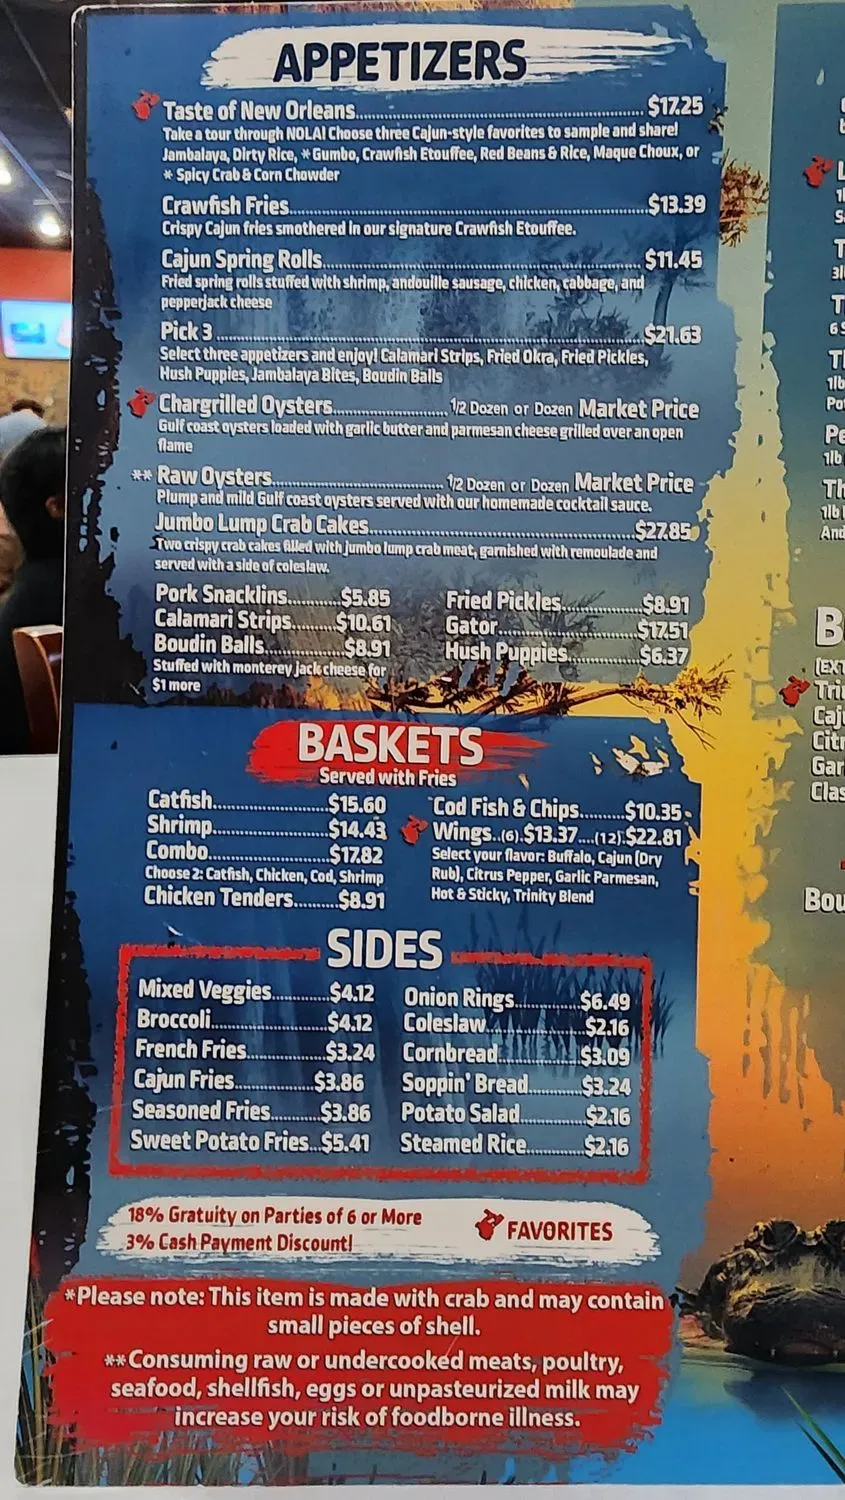 APPETIZERS
Taste of New Orleans.......... $17.25
Take a tour through NOLA! Choose three Cajun-style favorites to sample and share!
Jambalaya, Dirty Rice, *Gumbo, Crawfish Etouffee, Red Beans & Rice, Maque Choux, or
* Spicy Crab & Corn Chowder
Crawfish Fries..........$13.39
Crispy Cajun fries smothered in our signature Crawfish Etouffee.
Cajun Spring Rolls.......... $11.45
Fried spring rolls stuffed with shrimp, andouille sausage, chicken, cabbage, and
pepperjack cheese
Pick 3..........$21.63
Select three appetizers and enjoy! Calamari Strips, Fried Okra, Fried Pickles,
Hush Puppies, Jambalaya Bites, Boudin Balls
Chargrilled Oysters.......... 1/2 Dozen or Dozen Market Price
Gulf coast oysters loaded with garlic butter and parmesan cheese grilled over an open
flame
** Raw Oysters.......... 1/2 Dozen or Dozen Market Price
Plump and mild Gulf coast oysters served with our homemade cocktail sauce.
Jumbo Lump Crab Cakes..........$27.85
Two crispy crab cakes filled with jumbo lump crab meat, garnished with remoulade and
served with a side of coleslaw.
Pork Snacklins..........$5.85
Calamari Strips..........$10.61
Boudin Balls..........$8.91
Stuffed with monterey jack cheese for
$1 more
Fried Pickles..........$8.91
Gator..........$17.51
Hush Puppies..........$6.37
BASKETS
Served with Fries
Catfish..........$15.60
Shrimp..........$14.43
Combo..........$17.82
Choose 2: Catfish, Chicken, Cod, Shrimp
Chicken Tenders..........$8.91
Cod Fish & Chips..........$10.35
Wings..(6).$13.37....(12).$22.81
Select your flavor: Buffalo, Cajun (Dry
Rub), Citrus Pepper, Garlic Parmesan,
Hot & Sticky, Trinity Blend
SIDES
Mixed Veggies..........$4.12
Broccoli..........$4.12
French Fries..........$3.24
Cajun Fries..........$3.86
Seasoned Fries..........$3.86
Sweet Potato Fries...$5.41
Onion Rings..........$6.49
Coleslaw..........$2.16
Cornbread..........$3.09
Soppin' Bread..........$3.24
Potato Salad..........$2.16
Steamed Rice..........$2.16
18% Gratuity on Parties of 6 or More
3% Cash Payment Discount!
FAVORITES
*Please note: This item is made with crab and may contain
small pieces of shell.
**Consuming raw or undercooked meats, poultry,
seafood, shellfish, eggs or unpasteurized milk may
increase your risk of foodborne illness.